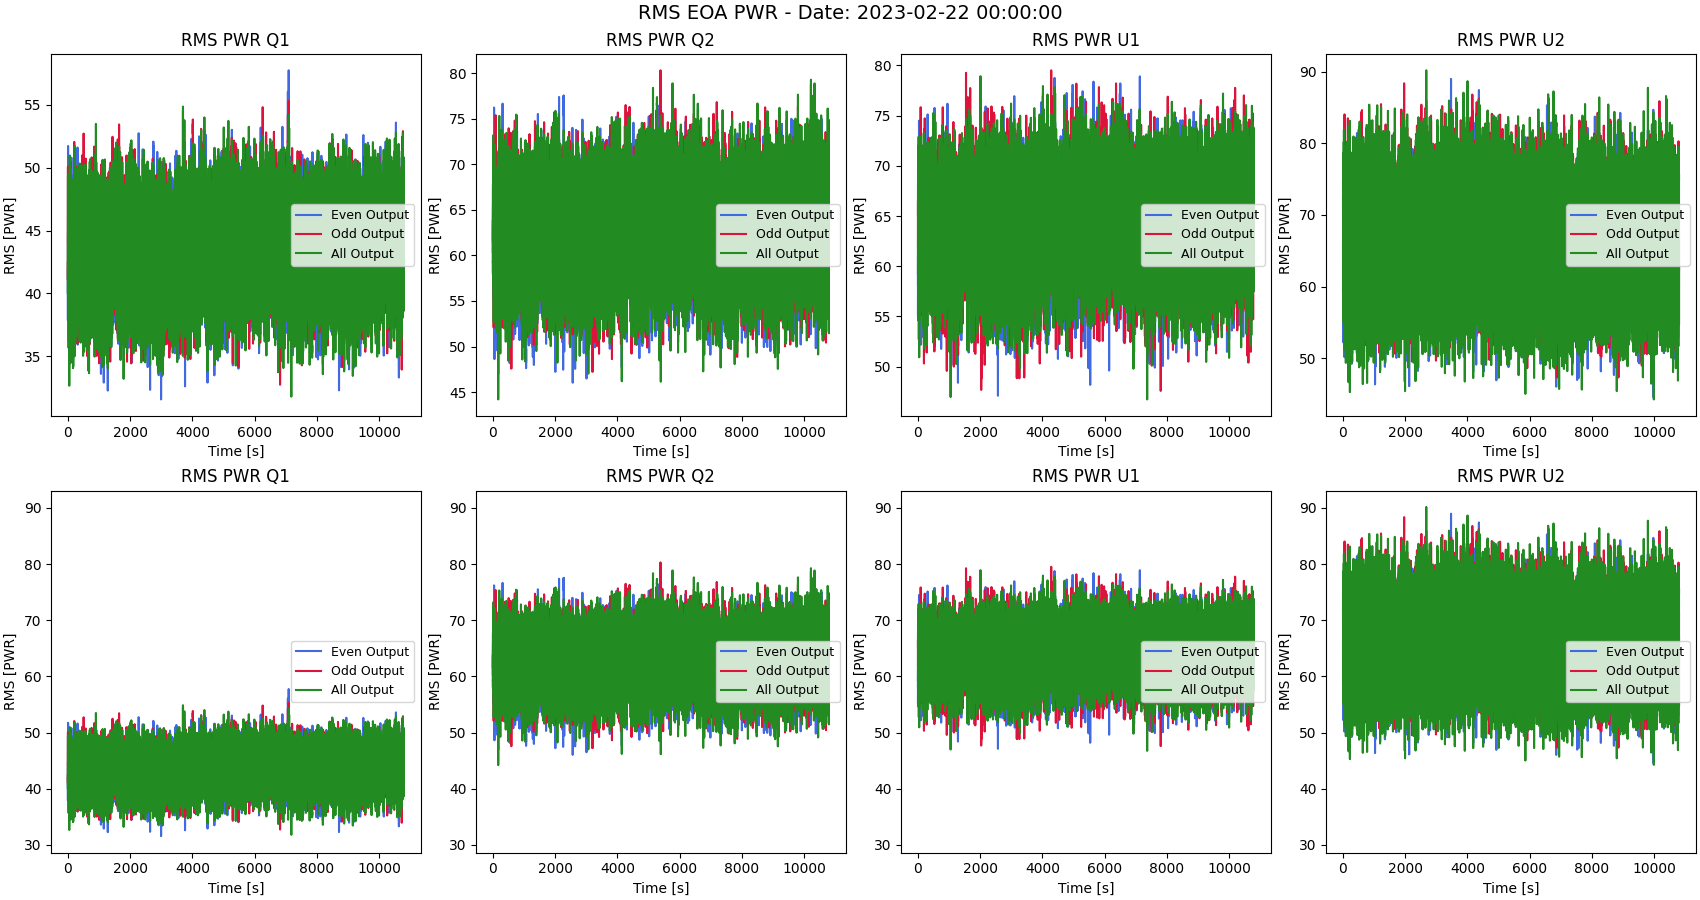 RMS EOA PWR - Date: 2023-02-22 00:00:00
RMS PWR Q1
RMS [PWR]
55
50
45
40
35
Even Output
Odd Output
All Output
0 2000 4000 6000 8000 10000
Time [s]
RMS PWR Q2
RMS [PWR]
80
75
70
65
60
55
50
45
Even Output
Odd Output
All Output
0 2000 4000 6000 8000 10000
Time [s]
RMS PWR U1
RMS [PWR]
80
75
70
65
60
55
50
Even Output
Odd Output
All Output
0 2000 4000 6000 8000 10000
Time [s]
RMS PWR U2
RMS [PWR]
90
80
70
60
50
Even Output
Odd Output
All Output
0 2000 4000 6000 8000 10000
Time [s]
RMS PWR Q1
RMS [PWR]
90
80
70
60
50
40
30
Even Output
Odd Output
All Output
0 2000 4000 6000 8000 10000
Time [s]
RMS PWR Q2
RMS [PWR]
90
80
70
60
50
40
30
Even Output
Odd Output
All Output
0 2000 4000 6000 8000 10000
Time [s]
RMS PWR U1
RMS [PWR]
90
80
70
60
50
40
30
Even Output
Odd Output
All Output
0 2000 4000 6000 8000 10000
Time [s]
RMS PWR U2
RMS [PWR]
90
80
70
60
50
40
30
Even Output
Odd Output
All Output
0 2000 4000 6000 8000 10000
Time [s]